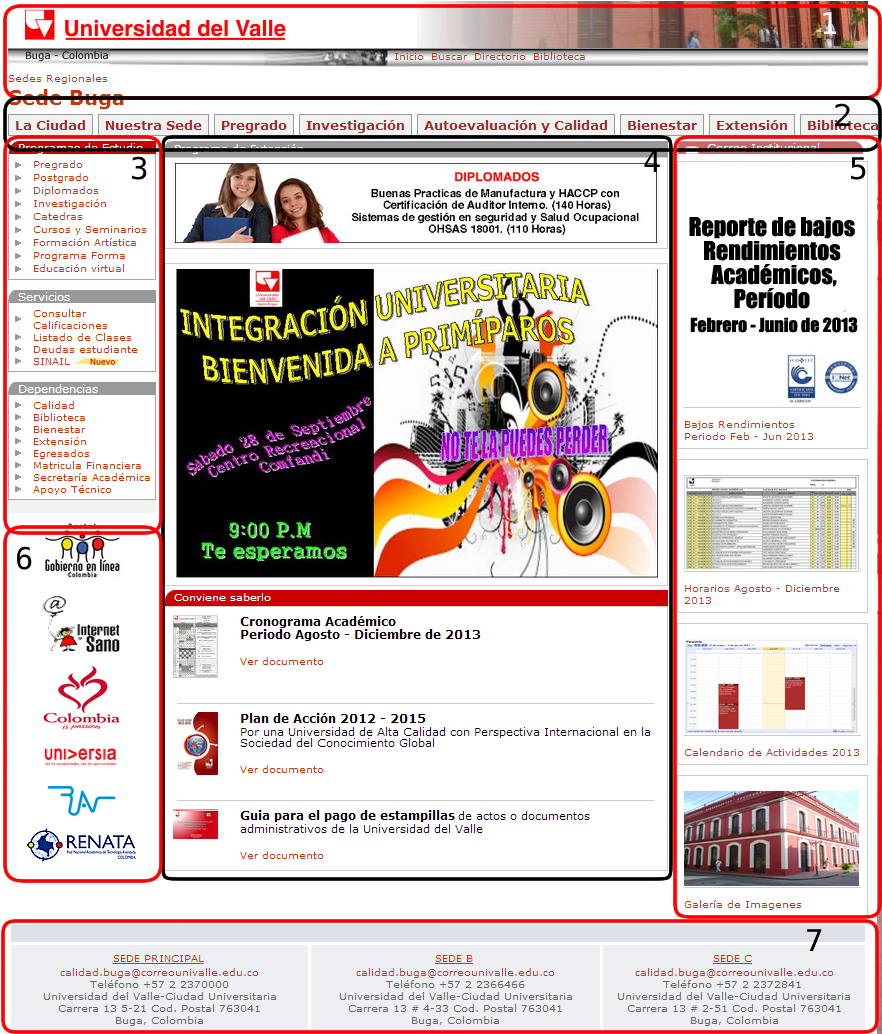 Universidad del Valle
1
Buga - Colombia
Inicio Buscar Directorio Biblioteca
Sedes Regionales
Sede Buga
2
La Ciudad
Nuestra Sede
Pregrado
Investigación
Autoevaluación y Calidad
Bienestar
Extensión
Biblioteca
Programas de Estudio
3
Pregrado
Postgrado
Diplomados
Investigación
Catedras
Cursos y Seminarios
Formación Artística
Programa Forma
Educación virtual
Servicios
Consultar
Calificaciones
Listado de Clases
Deudas estudiante
SINAIL Nuevo
Dependencias
Calidad
Biblioteca
Bienestar
Extensión
Egresados
Matricula Financiera
Secretaría Académica
Apoyo Técnico
6
Gobierno en línea
Colombia
@
Internet
Sano
Colombia
is passion
universia
RENATA
COLOMBIA
Programa de Extensión
4
DIPLOMADOS
Buenas Practicas de Manufactura y HACCP con
Certificación de Auditor Interno. (140 Horas)
Sistemas de gestión en seguridad y Salud Ocupacional
OHSAS 18001. (110 Horas)
INTEGRACIÓN UNIVERSITARIA
BIENVENIDA A PRIMÍPAROS
Sábado 28 de Septiembre
Centro Recreacional
Comfandi
NO TE LA PUEDES PERDER
9:00 P.M
Te esperamos
Conviene saberlo
Cronograma Académico
Periodo Agosto - Diciembre de 2013
Ver documento
Plan de Acción 2012 - 2015
Por una Universidad de Alta Calidad con Perspectiva Internacional en la
Sociedad del Conocimiento Global
Ver documento
Guia para el pago de estampillas de actos o documentos
administrativos de la Universidad del Valle
Ver documento
Correo Institucional
5
Reporte de bajos
Rendimientos
Académicos,
Período
Febrero - Junio de 2013
Bajos Rendimientos
Periodo Feb - Jun 2013
Horarios Agosto - Diciembre
2013
Calendario de Actividades 2013
Galería de Imagenes
7
SEDE PRINCIPAL
calidad.buga@correounivalle.edu.co
Teléfono +57 2 2370000
Universidad del Valle-Ciudad Universitaria
Carrera 13 5-21 Cod. Postal 763041
Buga, Colombia
SEDE B
calidad.buga@correounivalle.edu.co
Teléfono +57 2 2366466
Universidad del Valle-Ciudad Universitaria
Carrera 13 # 4-33 Cod. Postal 763041
Buga, Colombia
SEDE C
calidad.buga@correounivalle.edu.co
Teléfono +57 2 2372841
Universidad del Valle-Ciudad Universitaria
Carrera 13 # 2-51 Cod. Postal 763041
Buga, Colombia